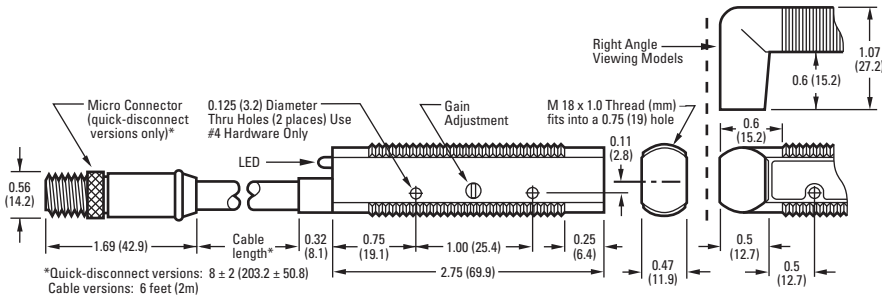 Right Angle
Viewing Models
1.07
(27.2)
0.6 (15.2)
Micro Connector
(quick-disconnect
versions only)*
0.125 (3.2) Diameter
Thru Holes (2 places) Use
#4 Hardware Only
Gain
Adjustment
M 18 x 1.0 Thread (mm)
fits into a 0.75 (19) hole
0.6
(15.2)
0.11
(2.8)
LED
0.56
(14.2)
1.69 (42.9)
Cable
length*
0.32
(8.1)
0.75
(19.1)
1.00 (25.4)
0.25
(6.4)
2.75 (69.9)
0.47
(11.9)
0.5
(12.7)
0.5
(12.7)
*Quick-disconnect versions: 8 ± 2 (203.2 ± 50.8)
Cable versions: 6 feet (2m)